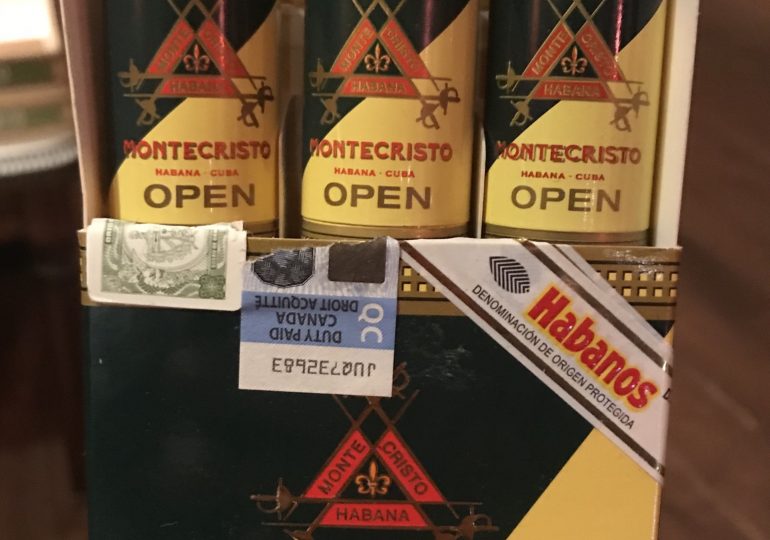 MONTE CRISTO
HABANA
MONTECRISTO
HABANA · CUBA
OPEN
MONTE CRISTO
HABANA
MONTECRISTO
HABANA · CUBA
OPEN
MONTE CRISTO
HABANA
MONTECRISTO
HABANA · CUBA
OPEN
JUQ732683
DUTY PAID
CANADA
DROIT ACQUITTÉ
QC
Habanos
DENOMINACIÓN DE ORIGEN PROTEGIDA
MONTE CRISTO
HABANA